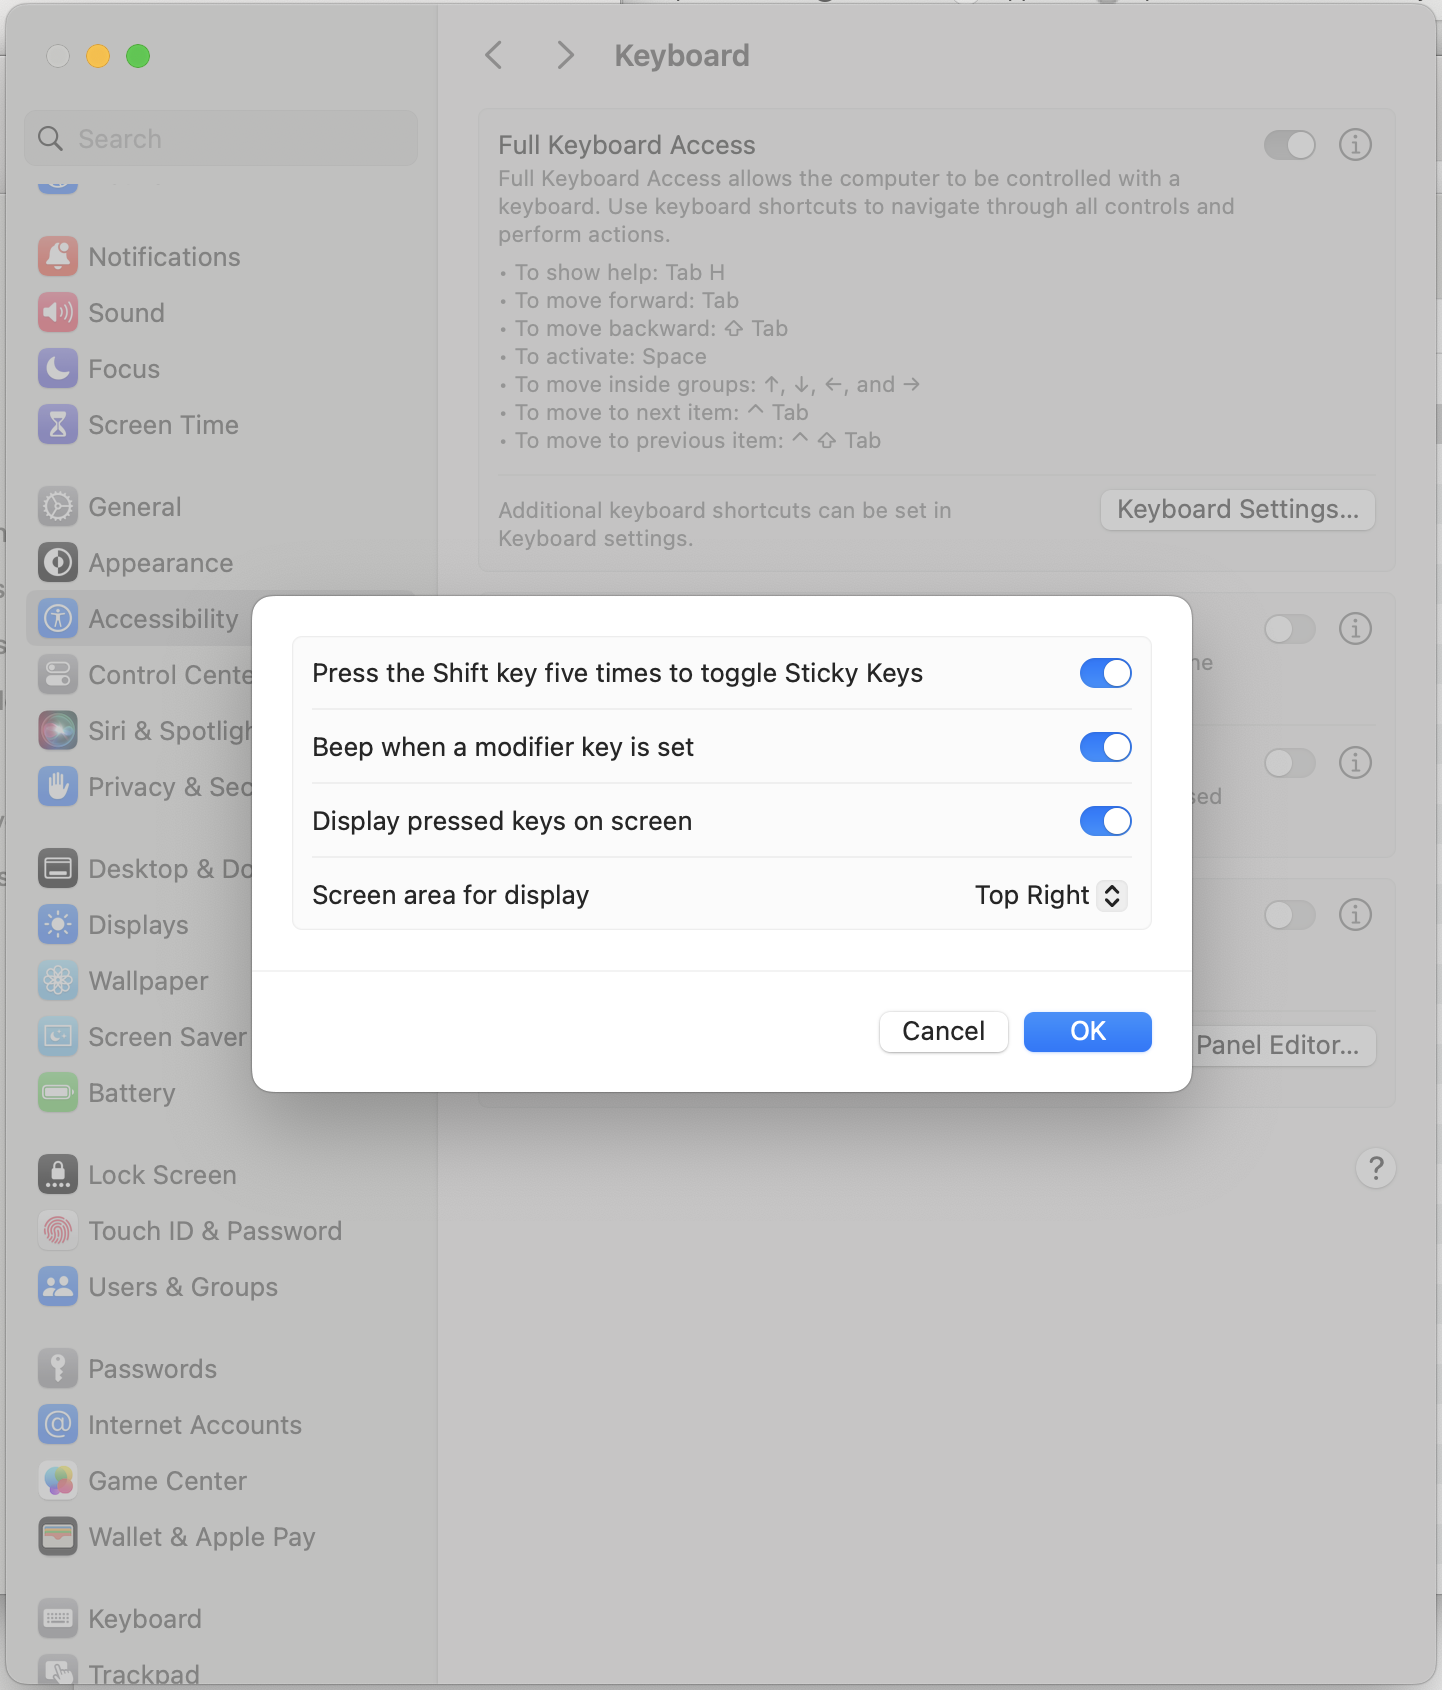 Keyboard
Search
Notifications
Sound
Focus
Screen Time
General
Appearance
Accessibility
Control Cente
Siri & Spotligh
Privacy & Sec
Desktop & Do
Displays
Wallpaper
Screen Saver
Battery
Lock Screen
Touch ID & Password
Users & Groups
Passwords
Internet Accounts
Game Center
Wallet & Apple Pay
Keyboard
Trackpad
Full Keyboard Access
Full Keyboard Access allows the computer to be controlled with a
keyboard. Use keyboard shortcuts to navigate through all controls and
perform actions.
• To show help: Tab H
• To move forward: Tab
• To move backward: ⇧ Tab
• To activate: Space
• To move inside groups: ↑, ↓, ←, and →
• To move to next item: ^ Tab
• To move to previous item: ^ ⇧ Tab
Additional keyboard shortcuts can be set in
Keyboard settings.
Keyboard Settings...
Press the Shift key five times to toggle Sticky Keys
Beep when a modifier key is set
Display pressed keys on screen
Screen area for display
Top Right
Cancel
OK
Panel Editor...
?